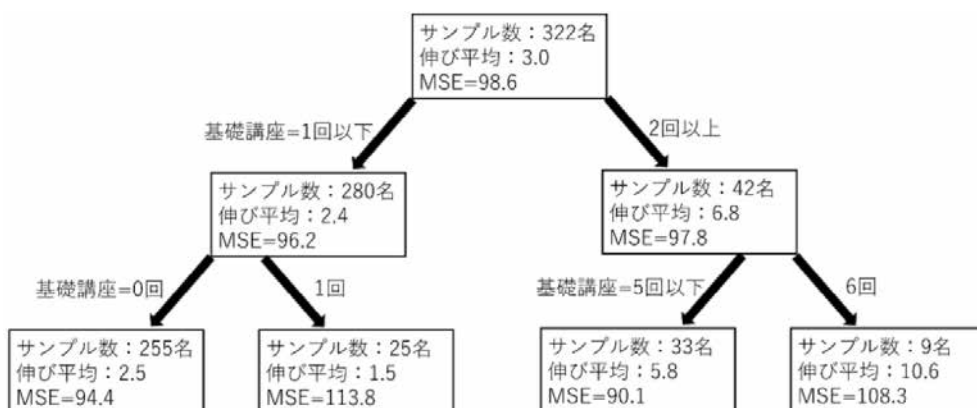 サンプル数：322名
伸び平均：3.0
MSE=98.6
基礎講座=1回以下
2回以上
サンプル数：280名
伸び平均：2.4
MSE=96.2
サンプル数：42名
伸び平均：6.8
MSE=97.8
基礎講座=0回
1回
基礎講座=5回以下
6回
サンプル数：255名
伸び平均：2.5
MSE=94.4
サンプル数：25名
伸び平均：1.5
MSE=113.8
サンプル数：33名
伸び平均：5.8
MSE=90.1
サンプル数：9名
伸び平均：10.6
MSE=108.3